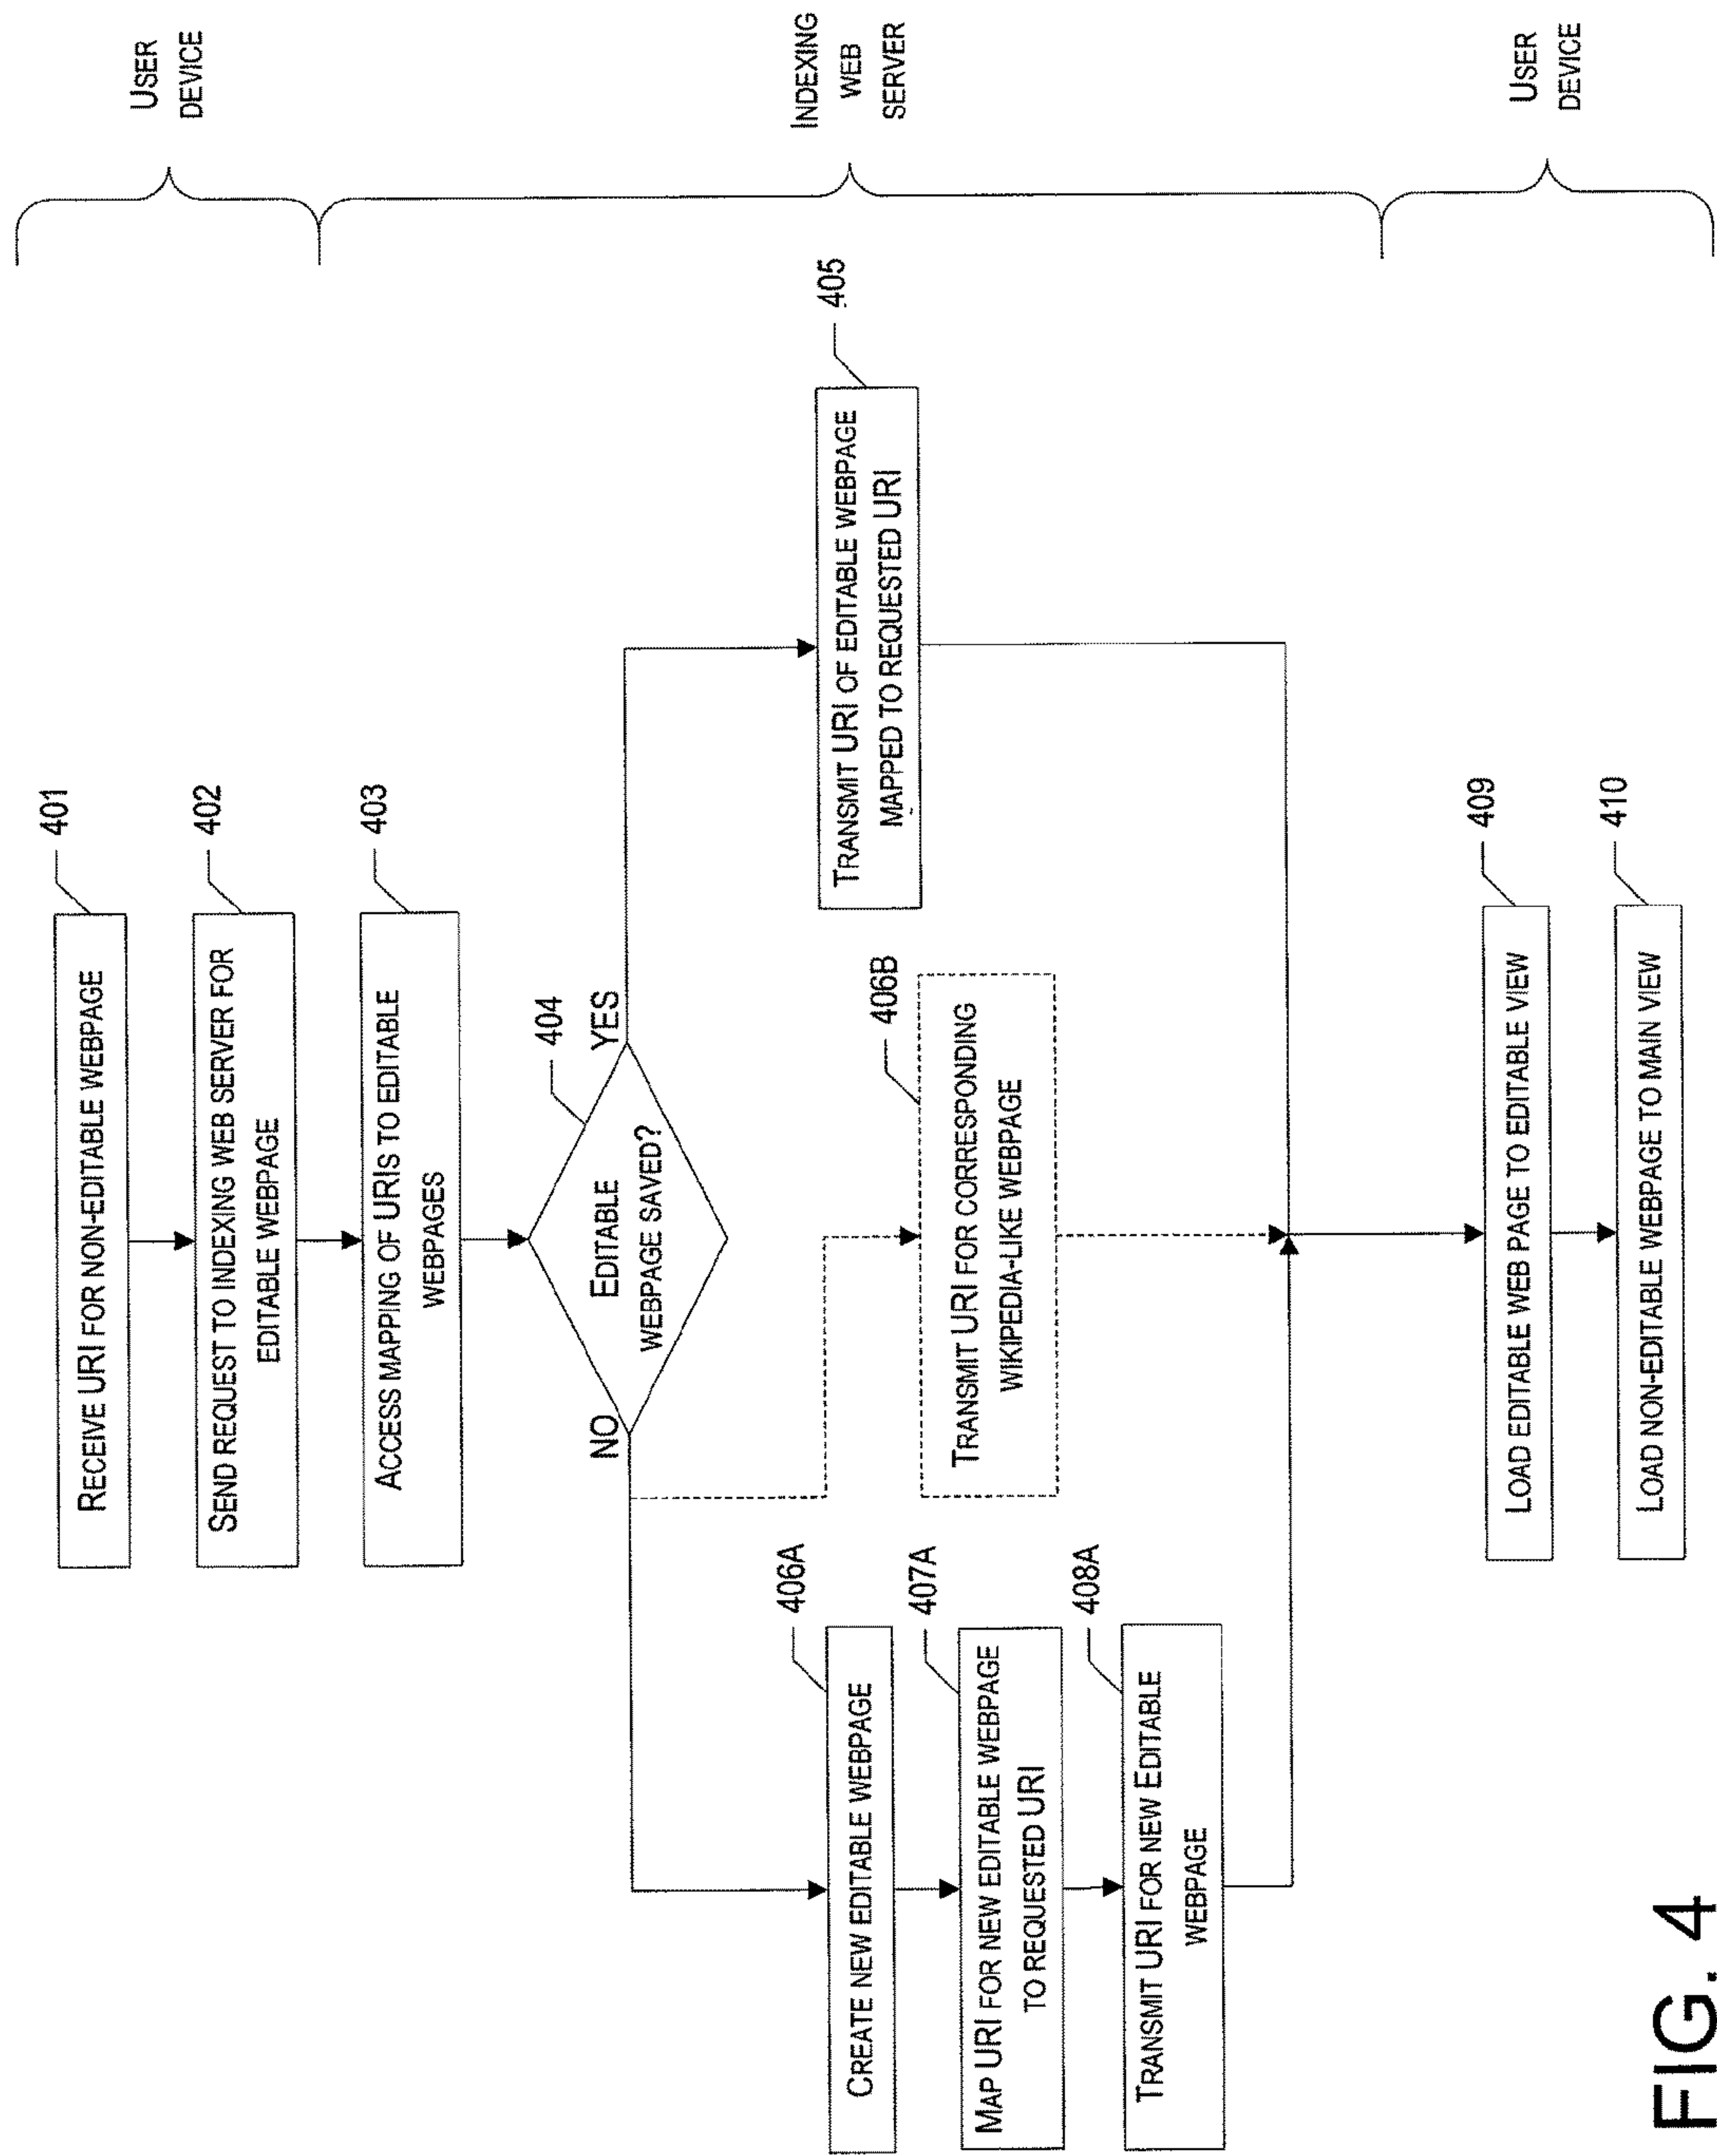 401
RECEIVE URI FOR NON-EDITABLE WEBPAGE
402
SEND REQUEST TO INDEXING WEB SERVER FOR
EDITABLE WEBPAGE
403
ACCESS MAPPING OF URIS TO EDITABLE
WEBPAGES
404
EDITABLE
WEBPAGE SAVED?
NO
YES
405
TRANSMIT URI OF EDITABLE WEBPAGE
MAPPED TO REQUESTED URI
406A
CREATE NEW EDITABLE WEBPAGE
407A
MAP URI FOR NEW EDITABLE WEBPAGE
TO REQUESTED URI
408A
TRANSMIT URI FOR NEW EDITABLE
WEBPAGE
406B
TRANSMIT URI FOR CORRESPONDING
WIKIPEDIA-LIKE WEBPAGE
409
LOAD EDITABLE WEB PAGE TO EDITABLE VIEW
410
LOAD NON-EDITABLE WEBPAGE TO MAIN VIEW
USER
DEVICE
INDEXING
WEB
SERVER
USER
DEVICE
FIG. 4